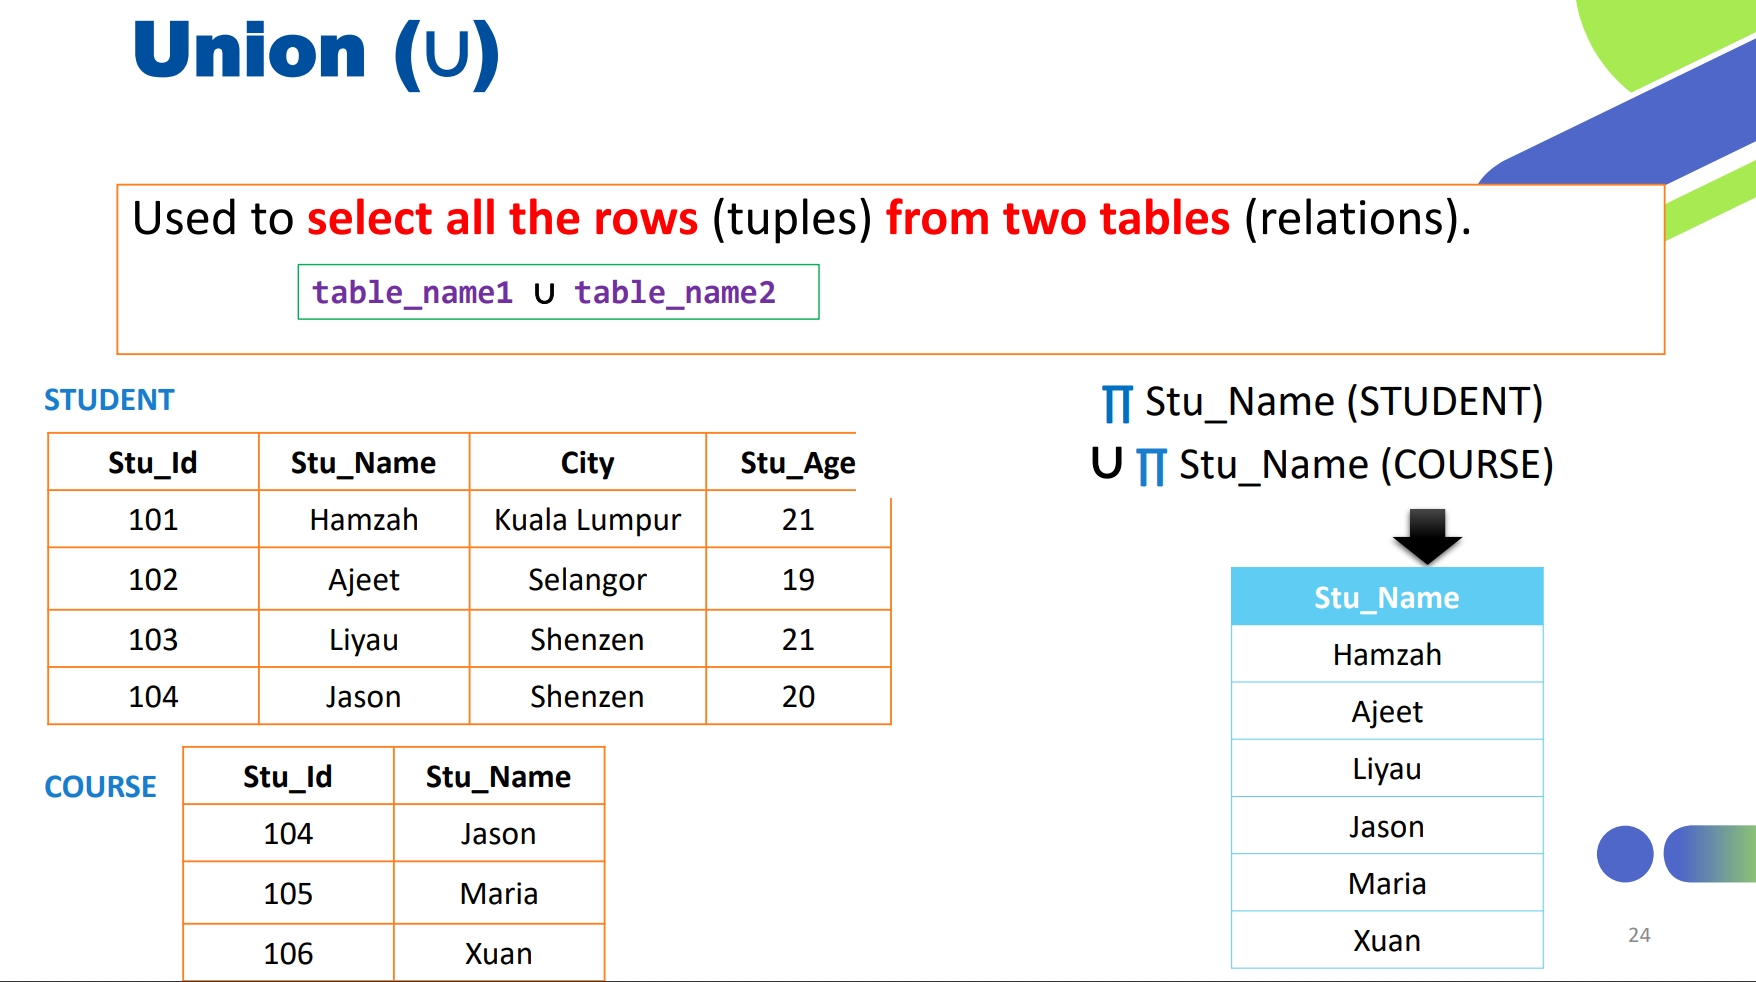 Union (∪)
Used to select all the rows (tuples) from two tables (relations).
table_name1 ∪ table_name2
STUDENT
Stu_Id Stu_Name City Stu_Age
101 Hamzah Kuala Lumpur 21
102 Ajeet Selangor 19
103 Liyau Shenzen 21
104 Jason Shenzen 20
COURSE
Stu_Id Stu_Name
104 Jason
105 Maria
106 Xuan
∏ Stu_Name (STUDENT)
∪ ∏ Stu_Name (COURSE)
Stu_Name
Hamzah
Ajeet
Liyau
Jason
Maria
Xuan
24